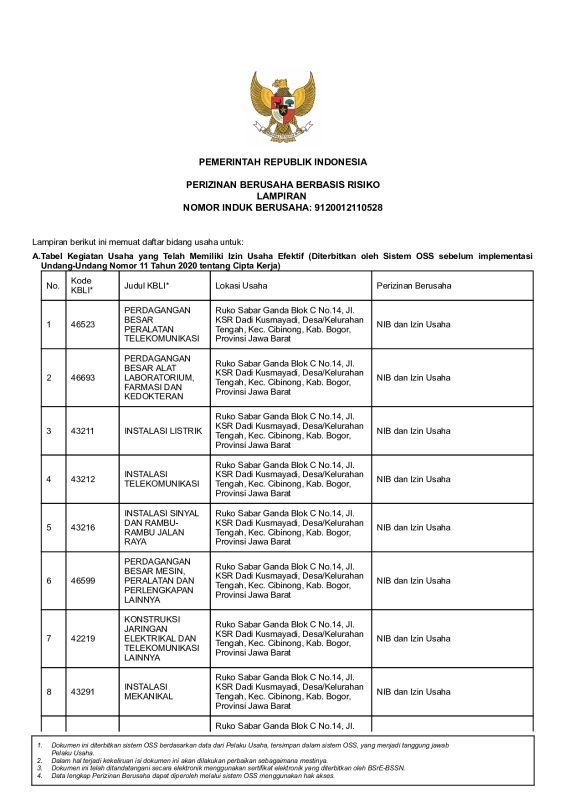 PEMERINTAH REPUBLIK INDONESIA
PERIZINAN BERUSAHA BERBASIS RISIKO
LAMPIRAN
NOMOR INDUK BERUSAHA: 9120012110528
Lampiran berikut ini memuat daftar bidang usaha untuk:
A.Tabel Kegiatan Usaha yang Telah Memiliki Izin Usaha Efektif (Diterbitkan oleh Sistem OSS sebelum implementasi
Undang-Undang Nomor 11 Tahun 2020 tentang Cipta Kerja)
No.
Kode
KBLI*
Judul KBLI*
Lokasi Usaha
Perizinan Berusaha
1
46523
PERDAGANGAN
BESAR
PERALATAN
TELEKOMUNIKASI
Ruko Sabar Ganda Blok C No.14, Jl.
KSR Dadi Kusmayadi, Desa/Kelurahan
Tengah, Kec. Cibinong, Kab. Bogor,
Provinsi Jawa Barat
NIB dan Izin Usaha
2
46693
PERDAGANGAN
BESAR ALAT
LABORATORIUM,
FARMASI DAN
KEDOKTERAN
Ruko Sabar Ganda Blok C No.14, Jl.
KSR Dadi Kusmayadi, Desa/Kelurahan
Tengah, Kec. Cibinong, Kab. Bogor,
Provinsi Jawa Barat
NIB dan Izin Usaha
3
43211
INSTALASI LISTRIK
Ruko Sabar Ganda Blok C No.14, Jl.
KSR Dadi Kusmayadi, Desa/Kelurahan
Tengah, Kec. Cibinong, Kab. Bogor,
Provinsi Jawa Barat
NIB dan Izin Usaha
4
43212
INSTALASI
TELEKOMUNIKASI
Ruko Sabar Ganda Blok C No.14, Jl.
KSR Dadi Kusmayadi, Desa/Kelurahan
Tengah, Kec. Cibinong, Kab. Bogor,
Provinsi Jawa Barat
NIB dan Izin Usaha
5
43216
INSTALASI SINYAL
DAN RAMBU-
RAMBU JALAN
RAYA
Ruko Sabar Ganda Blok C No.14, Jl.
KSR Dadi Kusmayadi, Desa/Kelurahan
Tengah, Kec. Cibinong, Kab. Bogor,
Provinsi Jawa Barat
NIB dan Izin Usaha
6
46599
PERDAGANGAN
BESAR MESIN,
PERALATAN DAN
PERLENGKAPAN
LAINNYA
Ruko Sabar Ganda Blok C No.14, Jl.
KSR Dadi Kusmayadi, Desa/Kelurahan
Tengah, Kec. Cibinong, Kab. Bogor,
Provinsi Jawa Barat
NIB dan Izin Usaha
7
42219
KONSTRUKSI
JARINGAN
ELEKTRIKAL DAN
TELEKOMUNIKASI
LAINNYA
Ruko Sabar Ganda Blok C No.14, Jl.
KSR Dadi Kusmayadi, Desa/Kelurahan
Tengah, Kec. Cibinong, Kab. Bogor,
Provinsi Jawa Barat
NIB dan Izin Usaha
8
43291
INSTALASI
MEKANIKAL
Ruko Sabar Ganda Blok C No.14, Jl.
KSR Dadi Kusmayadi, Desa/Kelurahan
Tengah, Kec. Cibinong, Kab. Bogor,
Provinsi Jawa Barat
NIB dan Izin Usaha
Ruko Sabar Ganda Blok C No.14, Jl.
1. Dokumen ini diterbitkan sistem OSS berdasarkan data dari Pelaku Usaha, tersimpan dalam sistem OSS, yang menjadi tanggung jawab
Pelaku Usaha.
2. Dalam hal terjadi kekeliruan isi dokumen ini akan dilakukan perbaikan sebagaimana mestinya.
3. Dokumen ini telah ditandatangani secara elektronik menggunakan sertifikat elektronik yang diterbitkan oleh BSrE-BSSN.
4. Data lengkap Perizinan Berusaha dapat diperoleh melalui sistem OSS menggunakan hak akses.